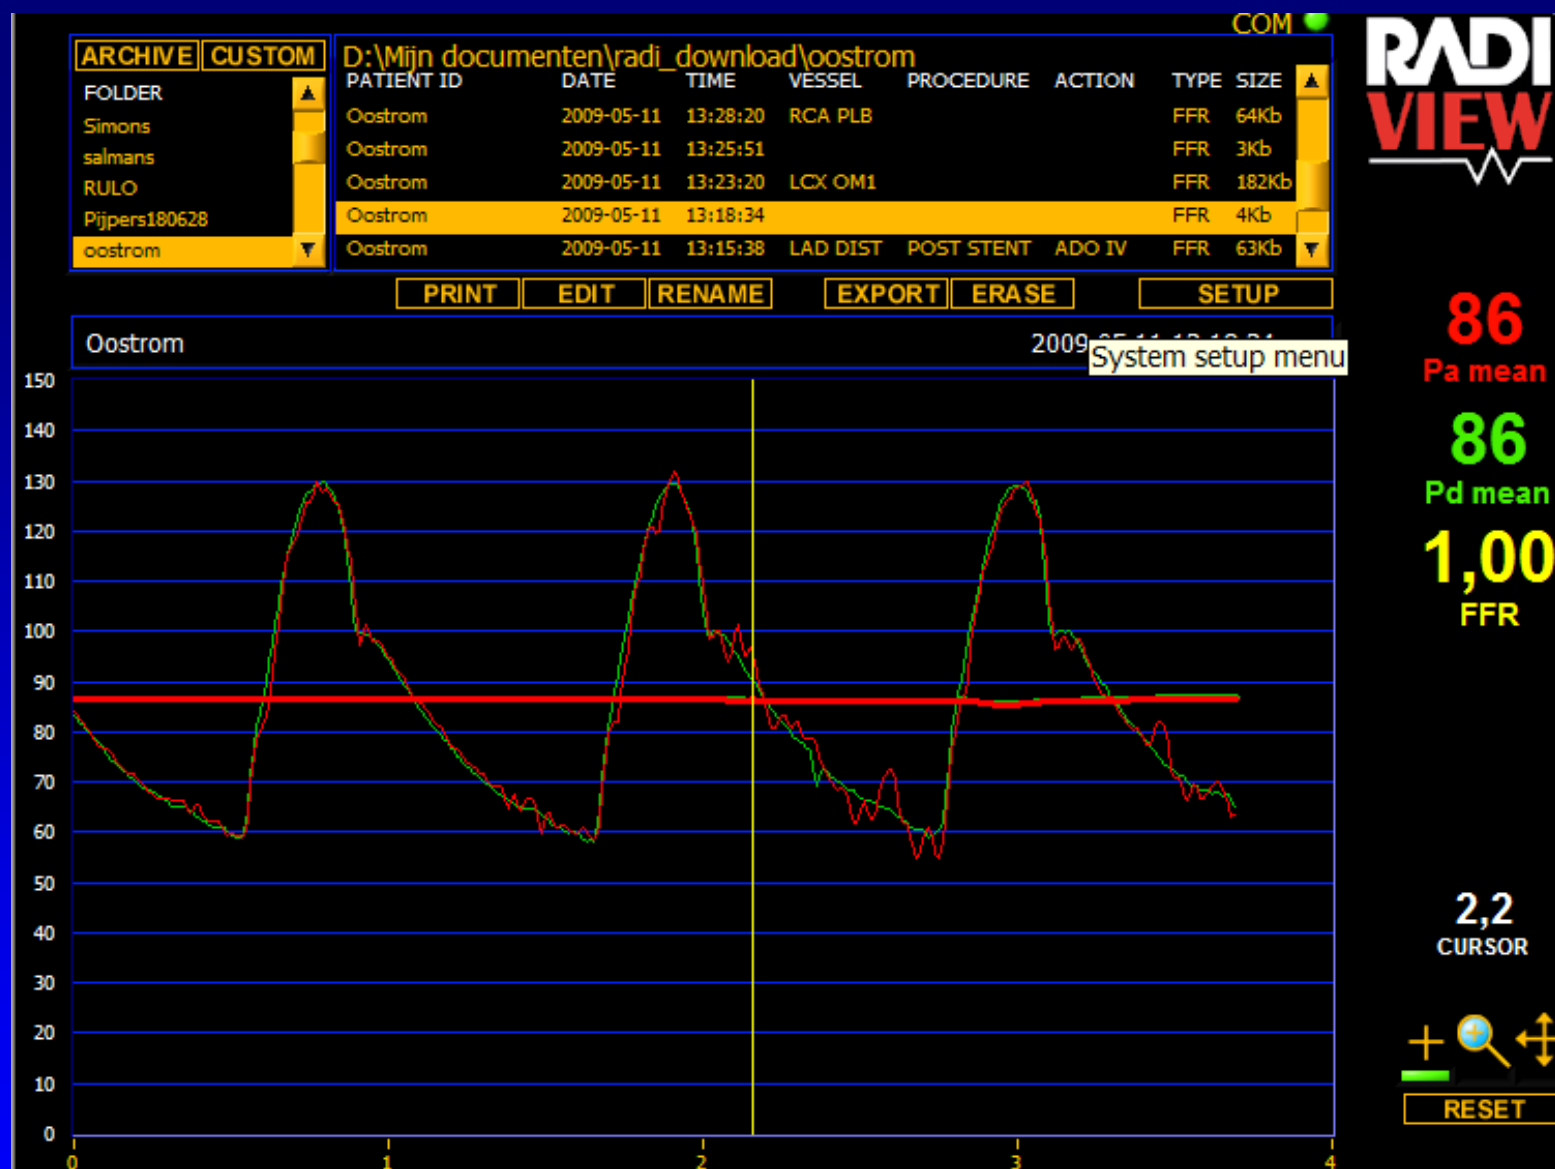 COM
RADI
VIEW
ARCHIVE CUSTOM
D:\Mijn documenten\radi_download\oostrom
FOLDER
Simons
salmans
RULO
Pijpers180628
oostrom
PATIENT ID DATE TIME VESSEL PROCEDURE ACTION TYPE SIZE
Oostrom 2009-05-11 13:28:20 RCA PLB FFR 64Kb
Oostrom 2009-05-11 13:25:51 FFR 3Kb
Oostrom 2009-05-11 13:23:20 LCX OM1 FFR 182Kb
Oostrom 2009-05-11 13:18:34 FFR 4Kb
Oostrom 2009-05-11 13:15:38 LAD DIST POST STENT ADO IV FFR 63Kb
PRINT EDIT RENAME EXPORT ERASE SETUP
Oostrom 2009
System setup menu
86
Pa mean
86
Pd mean
1,00
FFR
150
140
130
120
110
100
90
80
70
60
50
40
30
20
10
0
0 1 2 3 4
2,2
CURSOR
RESET